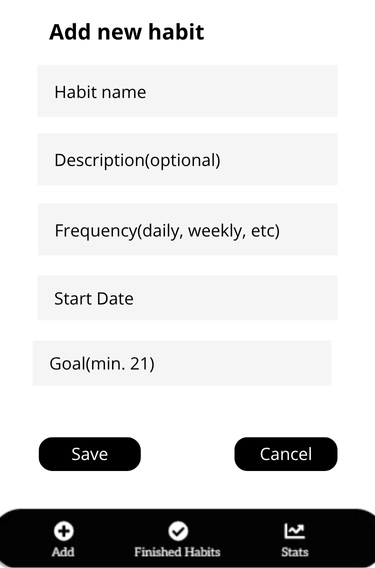 Add new habit
Habit name
Description(optional)
Frequency(daily, weekly, etc)
Start Date
Goal(min. 21)
Save Cancel
Add Finished Habits Stats